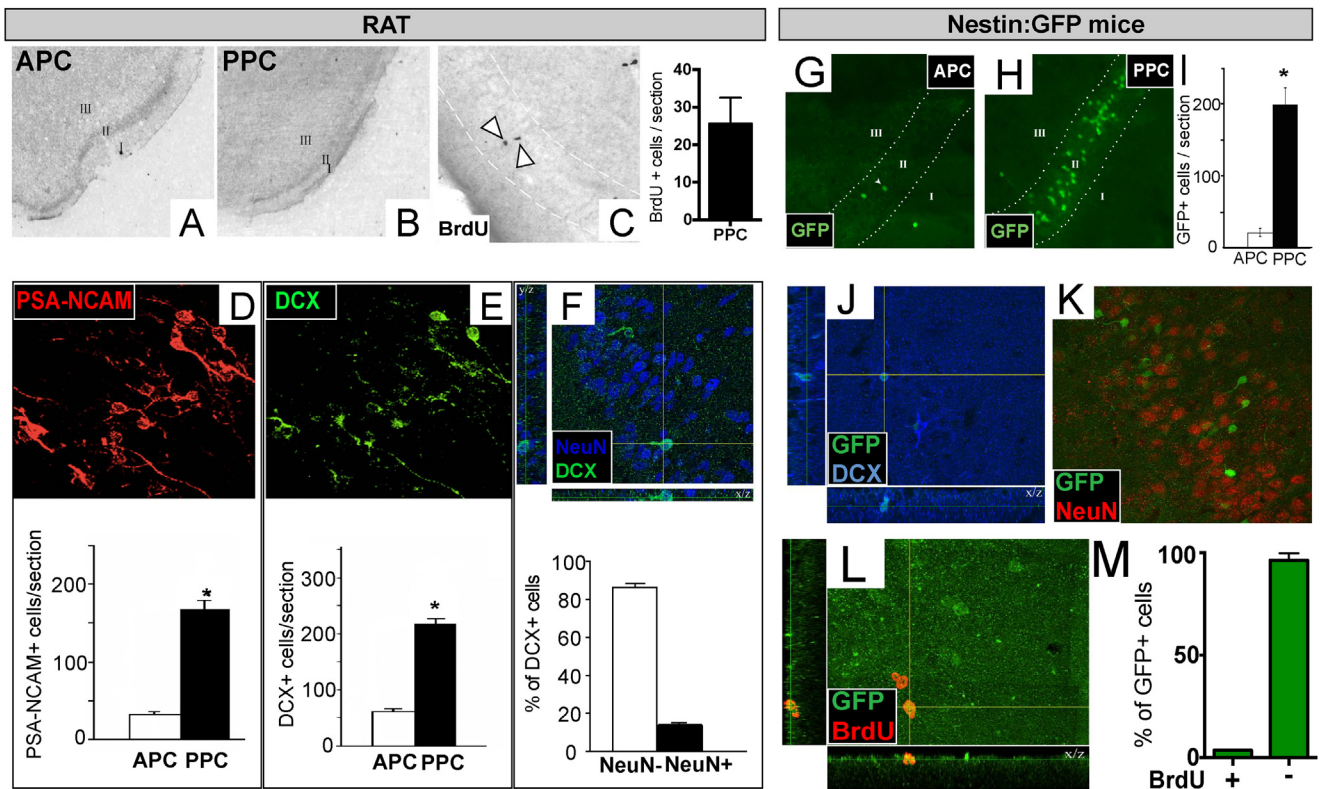 RAT
Nestin:GFP mice
APC
III
II
I
A
PPC
III
II
I
B
BrdU
C
BrdU + cells / section
40
30
20
10
0
PPC
G
APC
III
II
I
GFP
H
PPC
III
II
I
GFP
I
*
GFP+ cells / section
200
100
0
APC PPC
PSA-NCAM
D
PSA-NCAM+ cells/section
200
100
0
*
APC PPC
DCX
E
DCX+ cells/section
300
200
100
0
*
APC PPC
y/z
F
NeuN
DCX
x/z
% of DCX+ cells
100
80
60
40
20
0
NeuN- NeuN+
J
GFP
DCX
x/z
K
GFP
NeuN
L
GFP
BrdU
x/z
M
% of GFP+ cells
100
50
0
BrdU + -